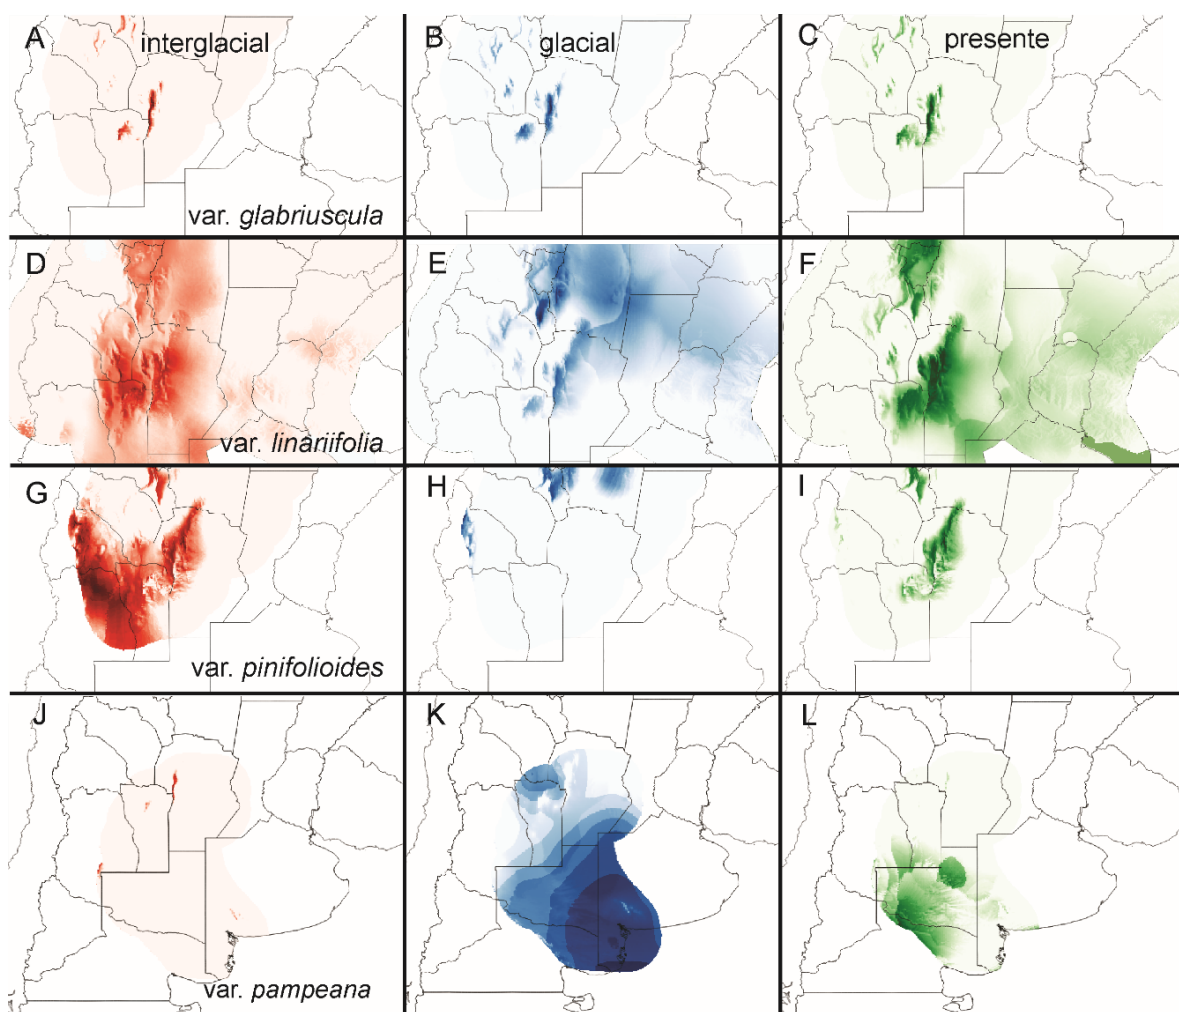 A interglacial
B glacial
C presente
var. glabriuscula
D
E
F
var. linariifolia
G
H
I
var. pinifolioides
J
K
L
var. pampeana